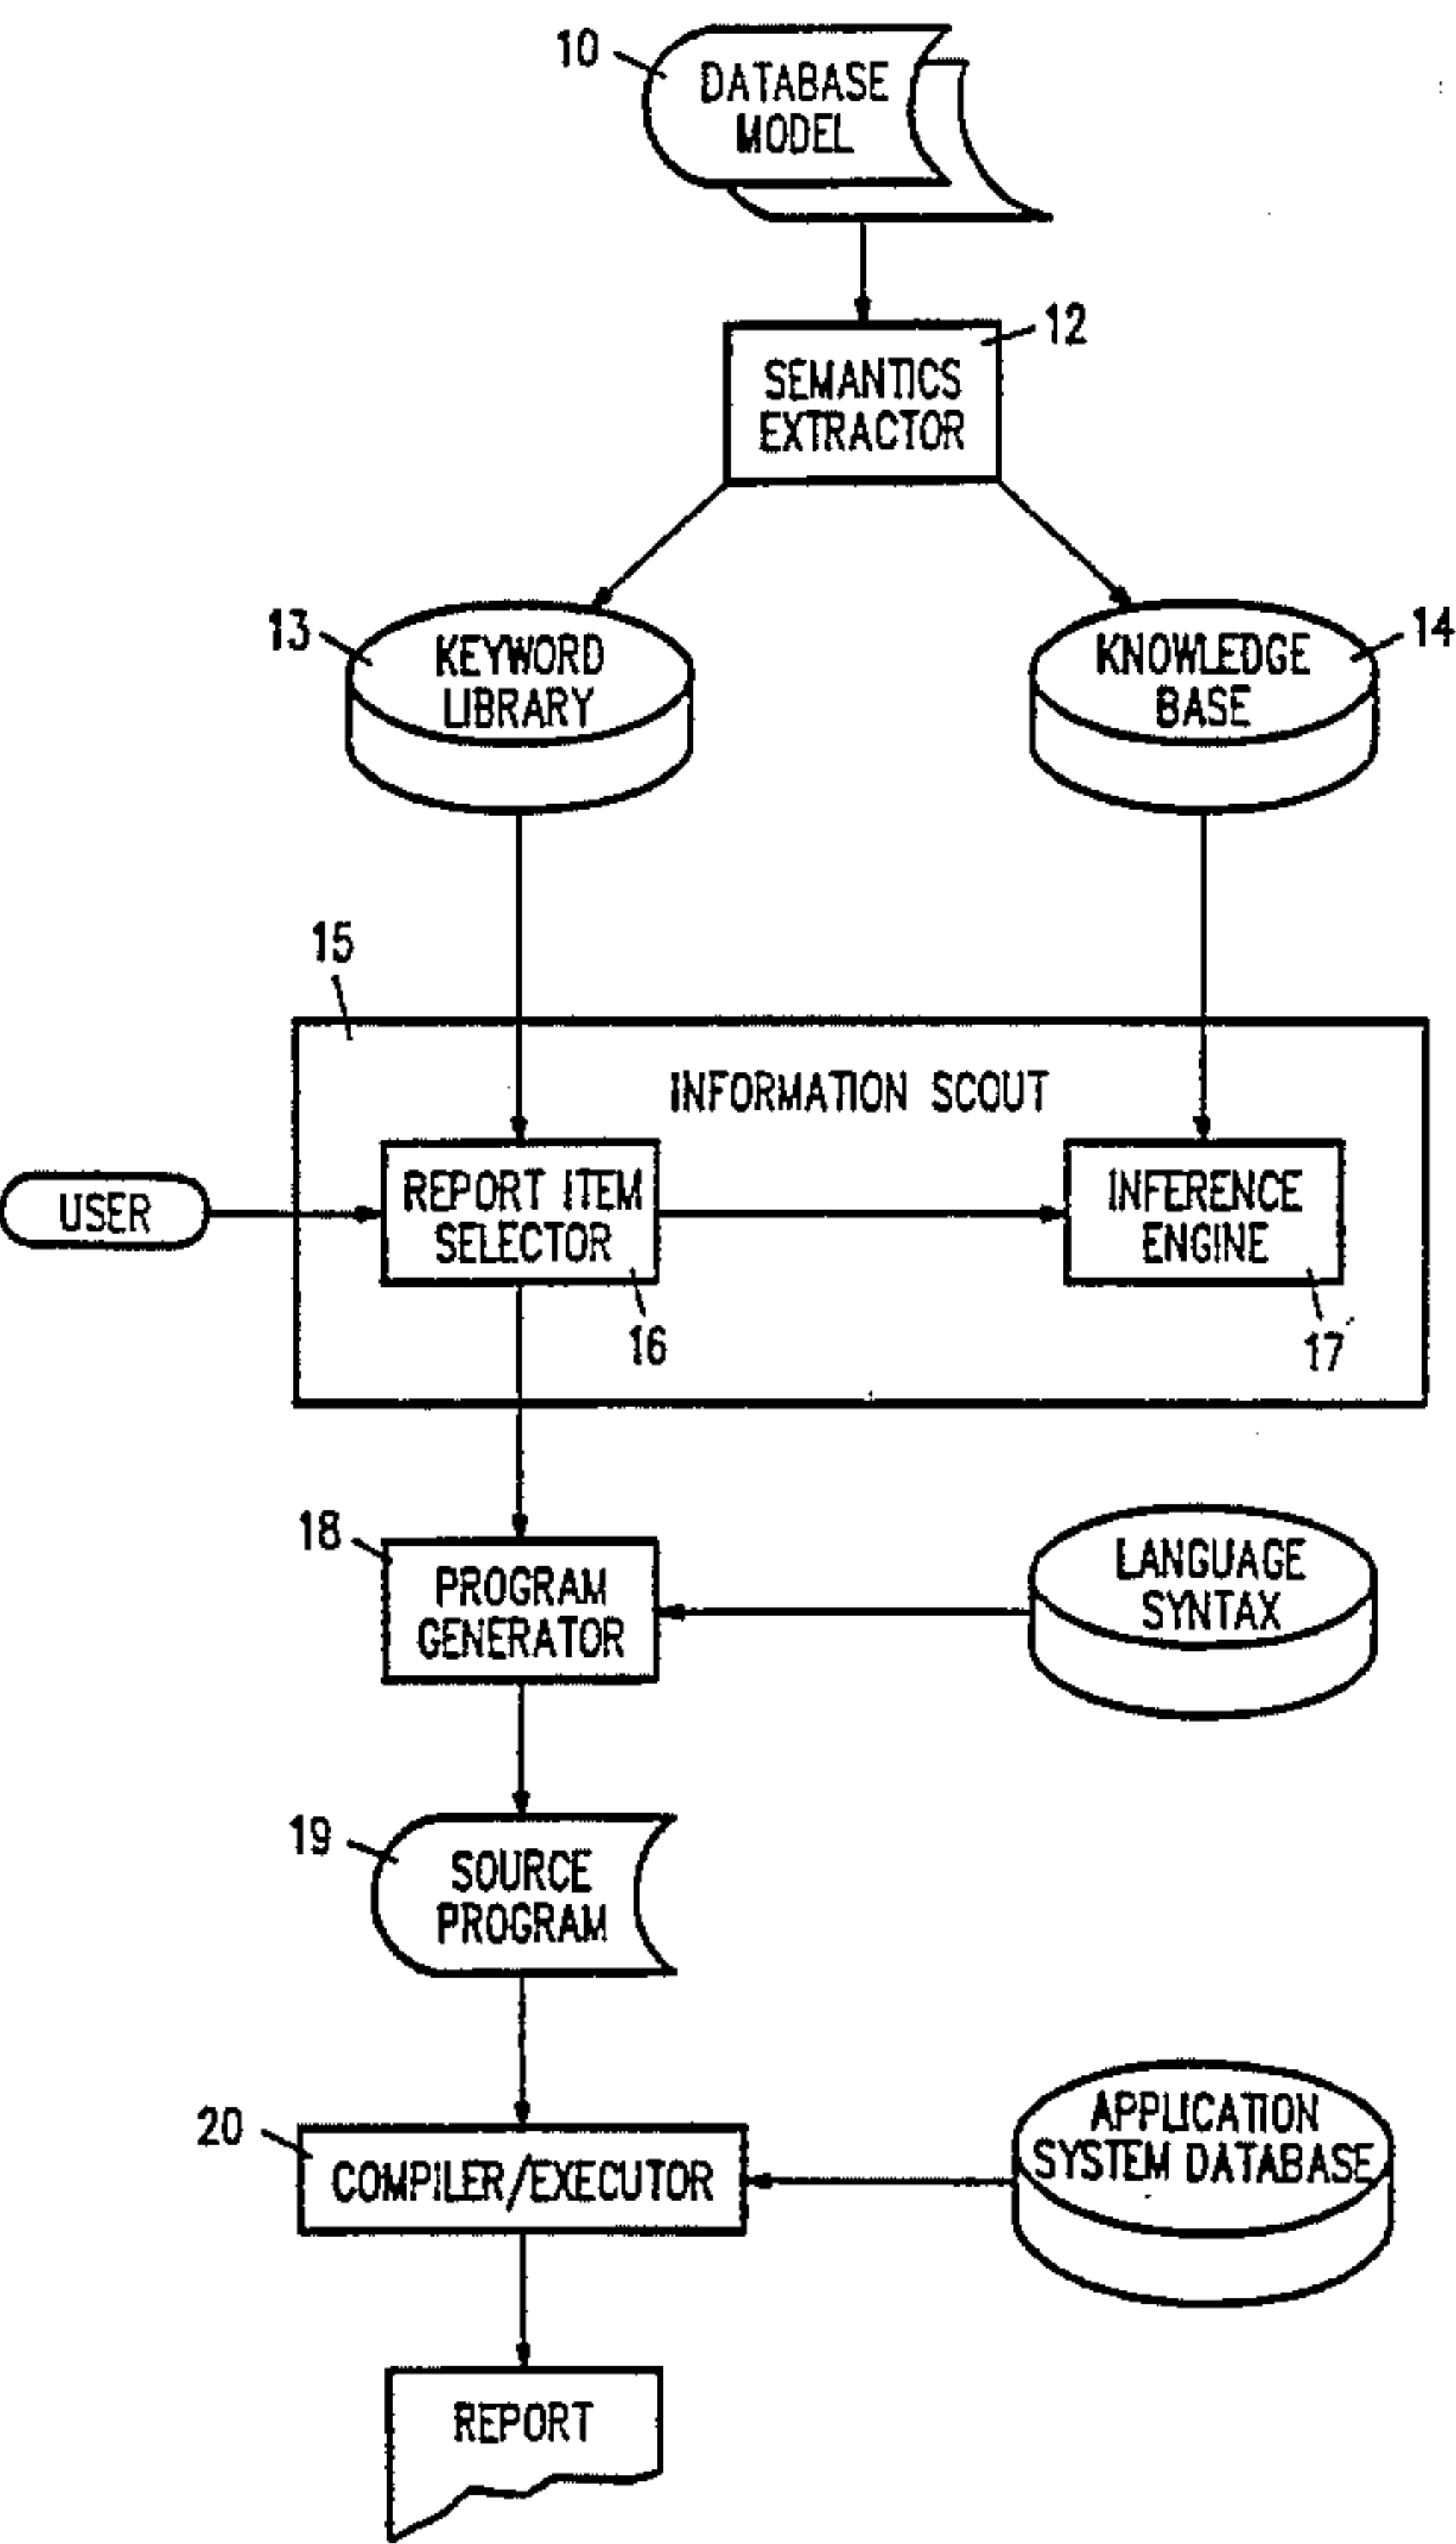 10
DATABASE
MODEL
12
SEMANTICS
EXTRACTOR
13
KEYWORD
LIBRARY
14
KNOWLEDGE
BASE
15
INFORMATION SCOUT
USER
REPORT ITEM
SELECTOR
16
INFERENCE
ENGINE
17
18
PROGRAM
GENERATOR
LANGUAGE
SYNTAX
19
SOURCE
PROGRAM
20
COMPILER/EXECUTOR
APPLICATION
SYSTEM DATABASE
REPORT